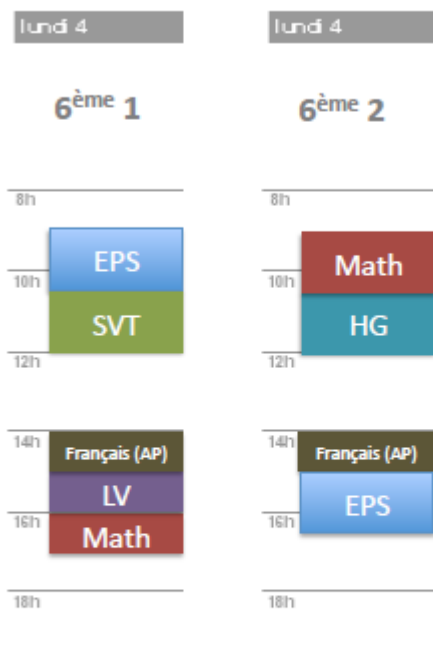 lundi 4
6ème 1
8h
EPS
10h
SVT
12h
14h
Français (AP)
LV
16h
Math
18h
lundi 4
6ème 2
8h
Math
10h
HG
12h
14h
Français (AP)
EPS
16h
18h